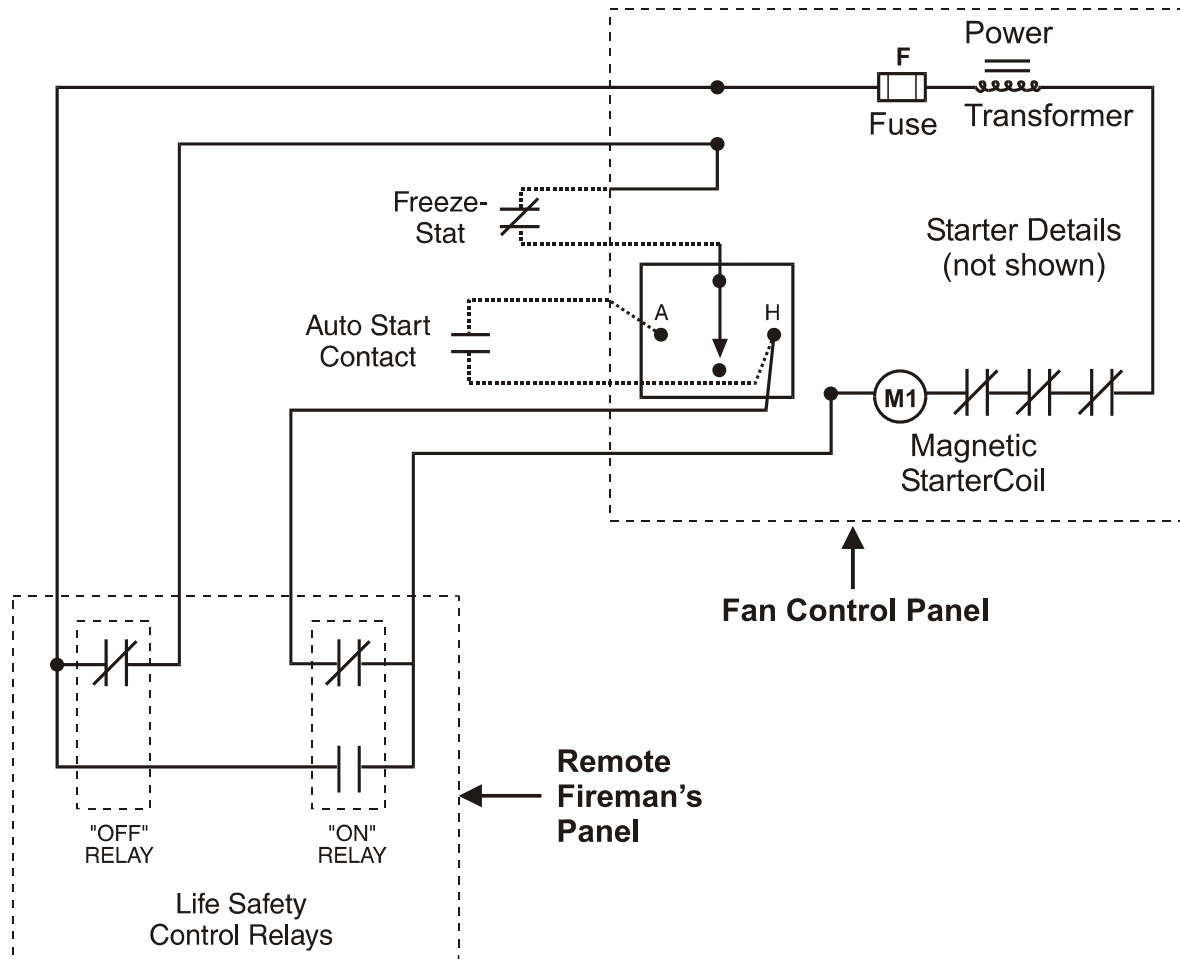 Power
F
Fuse
Transformer
Freeze-
Stat
Starter Details
(not shown)
A
H
Auto Start
Contact
M1
Magnetic
StarterCoil
Fan Control Panel
Remote
Fireman's
Panel
"OFF"
RELAY
"ON"
RELAY
Life Safety
Control Relays